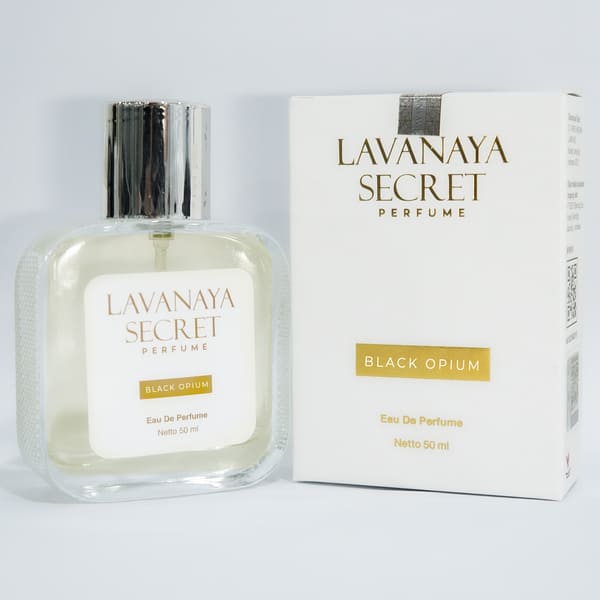 LAVANAYA
SECRET
PERFUME
BLACK OPIUM
Eau De Perfume
Netto 50 ml
LAVANAYA
SECRET
PERFUME
BLACK OPIUM
Eau De Perfume
Netto 50 ml